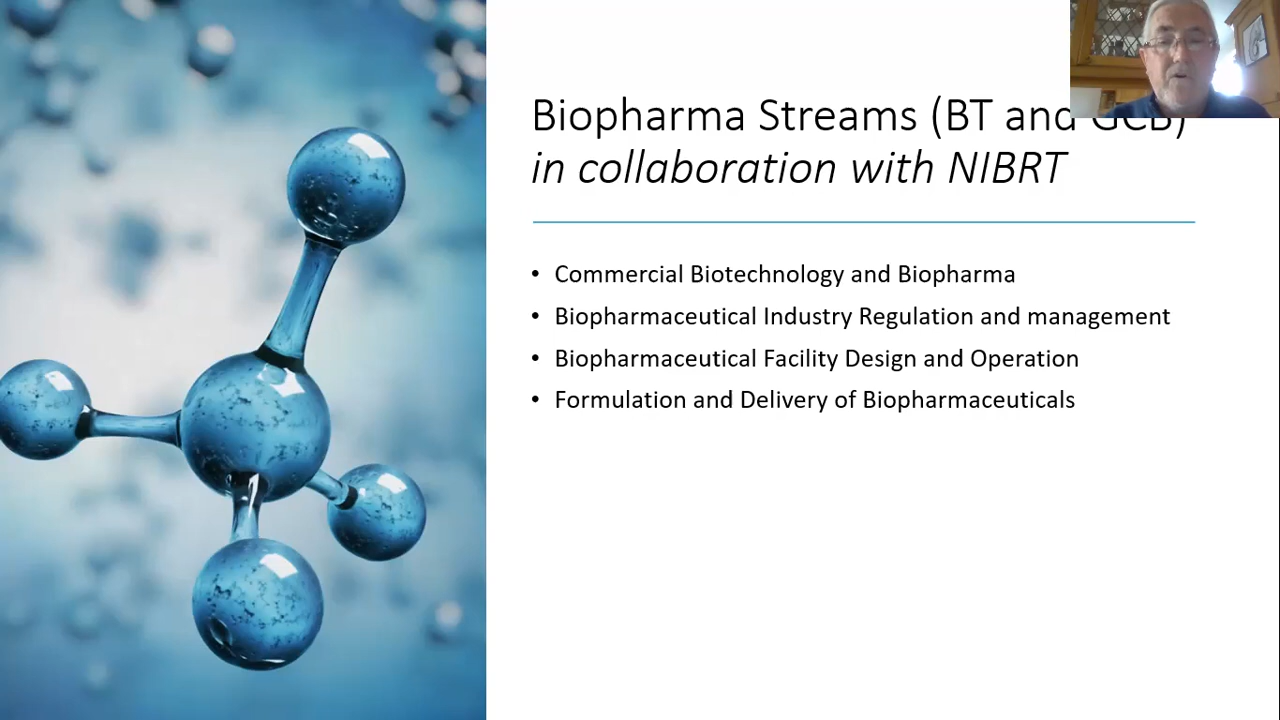 Biopharma Streams (BT and GCB)
in collaboration with NIBRT
• Commercial Biotechnology and Biopharma
• Biopharmaceutical Industry Regulation and management
• Biopharmaceutical Facility Design and Operation
• Formulation and Delivery of Biopharmaceuticals